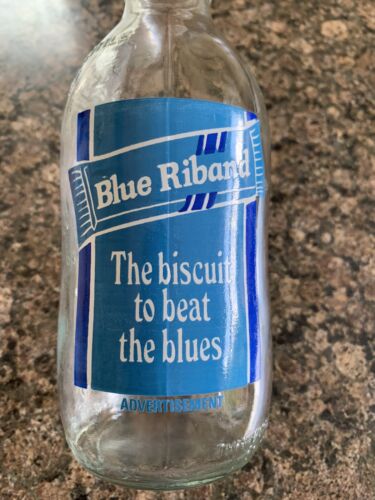 Blue Riband
The biscuit
to beat
the blues
ADVERTISEMENT